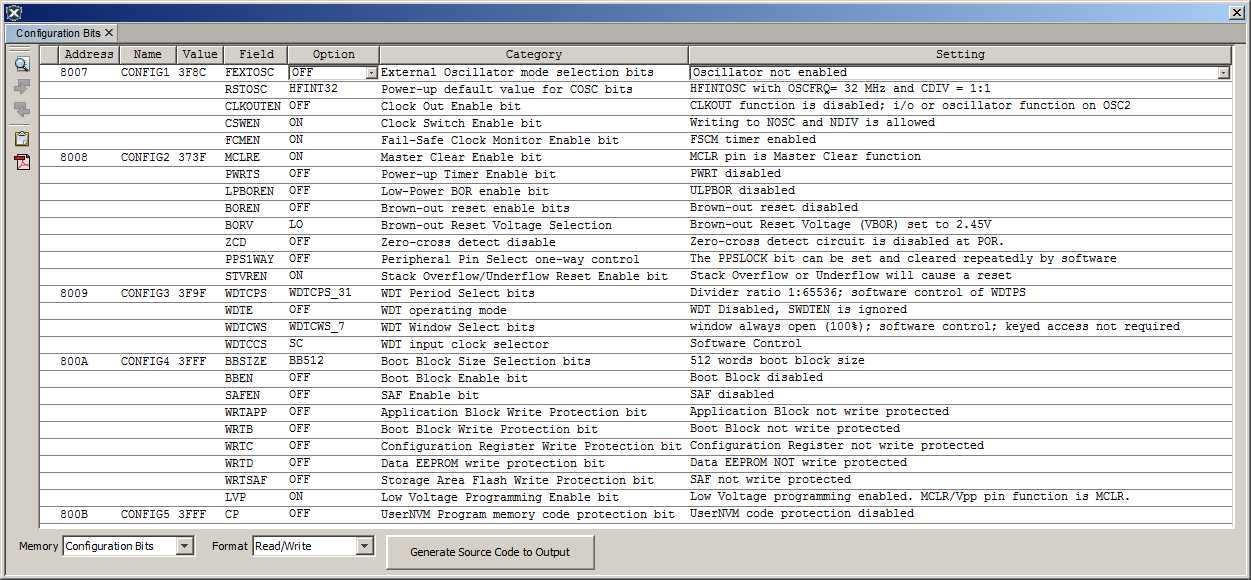 Configuration Bits
Address Name Value Field Option Category Setting
8007 CONFIG1 3F8C FEXTOSC OFF External Oscillator mode selection bits Oscillator not enabled
RSTOSC HFINT32 Power-up default value for COSC bits HFINTOSC with OSCFRQ= 32 MHz and CDIV = 1:1
CLKOUTEN OFF Clock Out Enable bit CLKOUT function is disabled; i/o or oscillator function on OSC2
CSWEN ON Clock Switch Enable bit Writing to NOSC and NDIV is allowed
FCMEN ON Fail-Safe Clock Monitor Enable bit FSCM timer enabled
8008 CONFIG2 373F MCLRE ON Master Clear Enable bit MCLR pin is Master Clear function
PWRTS OFF Power-up Timer Enable bit PWRT disabled
LPBOREN OFF Low-Power BOR enable bit ULPBOR disabled
BOREN OFF Brown-out reset enable bits Brown-out reset disabled
BORV LO Brown-out Reset Voltage Selection Brown-out Reset Voltage (VBOR) set to 2.45V
ZCD OFF Zero-cross detect disable Zero-cross detect circuit is disabled at POR.
PPS1WAY OFF Peripheral Pin Select one-way control The PPSLOCK bit can be set and cleared repeatedly by software
STVREN ON Stack Overflow/Underflow Reset Enable bit Stack Overflow or Underflow will cause a reset
8009 CONFIG3 3F9F WDTCPS WDTCPS_31 WDT Period Select bits Divider ratio 1:65536; software control of WDTPS
WDTE OFF WDT operating mode WDT Disabled, SWDTEN is ignored
WDTCWS WDTCWS_7 WDT Window Select bits window always open (100%); software control; keyed access not required
WDTCCS SC WDT input clock selector Software Control
800A CONFIG4 3FFF BBSIZE BB512 Boot Block Size Selection bits 512 words boot block size
BBEN OFF Boot Block Enable bit Boot Block disabled
SAFEN OFF SAF Enable bit SAF disabled
WRTAPP OFF Application Block Write Protection bit Application Block not write protected
WRTB OFF Boot Block Write Protection bit Boot Block not write protected
WRTC OFF Configuration Register Write Protection bit Configuration Register not write protected
WRTD OFF Data EEPROM write protection bit Data EEPROM NOT write protected
WRTSAF OFF Storage Area Flash Write Protection bit SAF not write protected
LVP ON Low Voltage Programming Enable bit Low Voltage programming enabled. MCLR/Vpp pin function is MCLR.
800B CONFIG5 3FFF CP OFF UserNVM Program memory code protection bit UserNVM code protection disabled
Memory Configuration Bits Format Read/Write Generate Source Code to Output